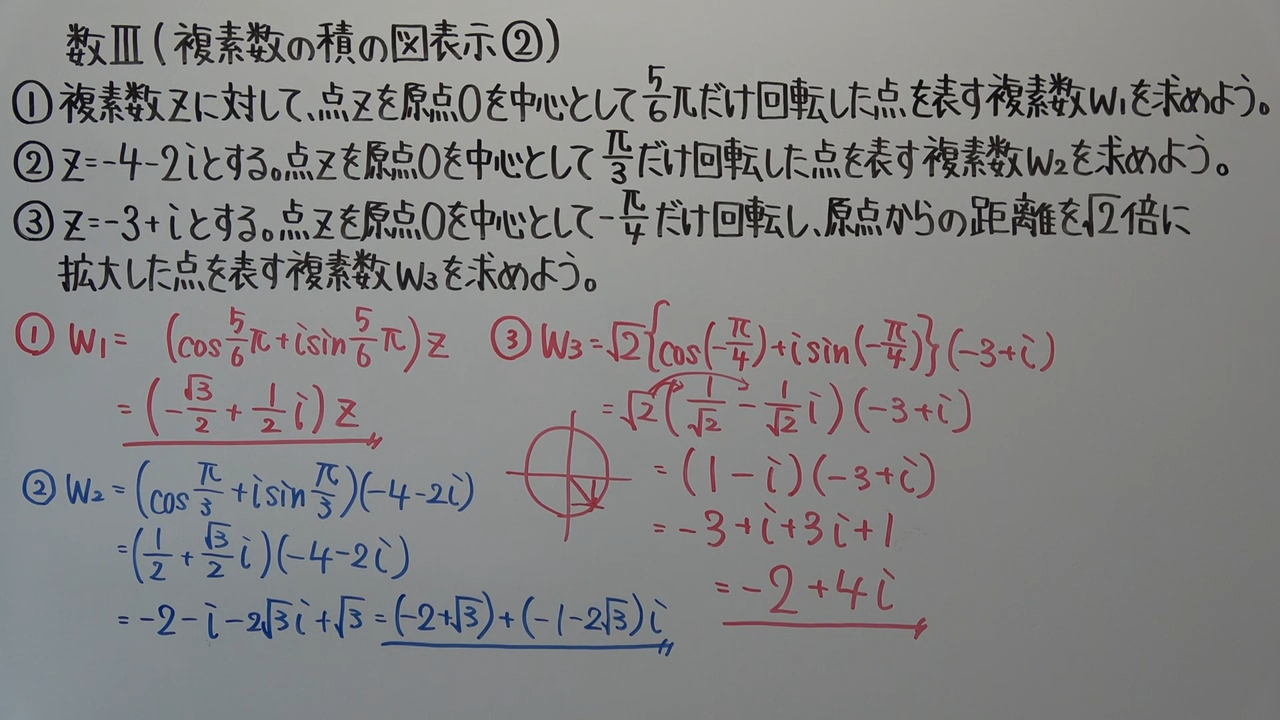 数Ⅲ(複素数の積の図表示②)
①複素数zに対して、点zを原点Oを中心として5/6πだけ回転した点を表す複素数w₁を求めよう。
②z=-4-2iとする。点zを原点Oを中心としてπ/3だけ回転した点を表す複素数w₂を求めよう。
③z=-3+iとする。点zを原点Oを中心として-π/4だけ回転し、原点からの距離を√2倍に
拡大した点を表す複素数w₃を求めよう。
①w₁=(cos5/6π+isin5/6π)z
=(-√3/2+1/2i)z
②w₂=(cosπ/3+isinπ/3)(-4-2i)
=(1/2+√3/2i)(-4-2i)
=-2-i-2√3i+√3=(-2+√3)+(-1-2√3)i
③w₃=√2{cos(-π/4)+isin(-π/4)}(-3+i)
=√2(1/√2-1/√2i)(-3+i)
=(1-i)(-3+i)
=-3+i+3i+1
=-2+4i